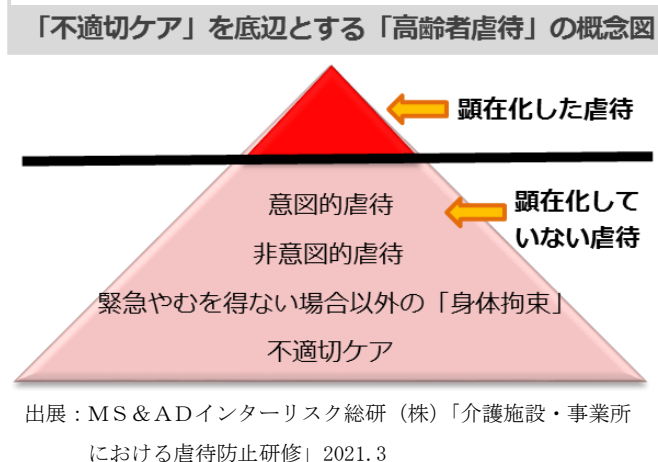 「不適切ケア」を底辺とする「高齢者虐待」の概念図
顕在化した虐待
顕在化して
いない虐待
意図的虐待
非意図的虐待
緊急やむを得ない場合以外の「身体拘束」
不適切ケア
出展：ＭＳ＆ＡＤインターリスク総研（株）「介護施設・事業所
における虐待防止研修」2021.3